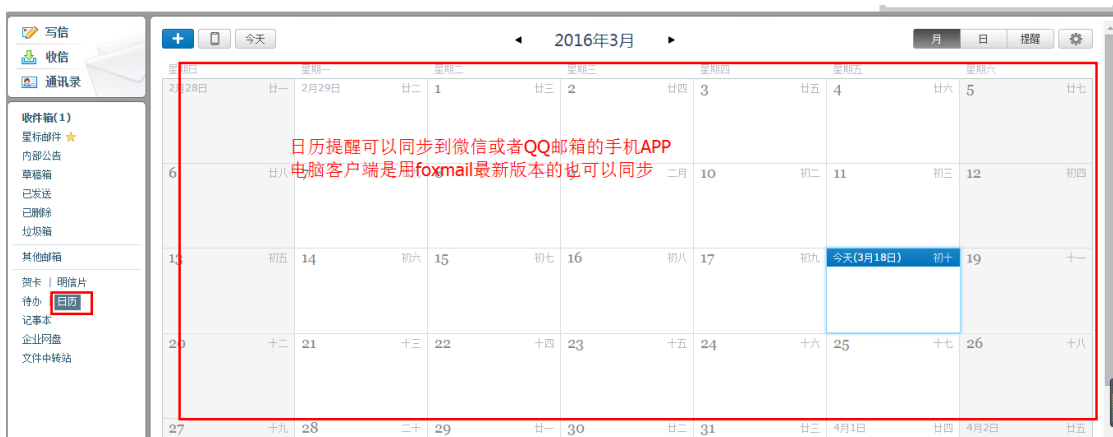 写信
收信
通讯录
收件箱(1)
星标邮件
内部公告
草稿箱
已发送
已删除
垃圾箱
其他邮箱
贺卡 | 明信片
待办 | 日历
记事本
企业网盘
文件中转站
+ 今天 ◄ 2016年3月 ► 月 日 提醒
星期日 星期一 星期二 星期三 星期四 星期五 星期六
2月28日 廿一 2月29日 廿二 1 廿三 2 廿四 3 廿五 4 廿六 5 廿七
日历提醒可以同步到微信或者QQ邮箱的手机APP
电脑客户端是用foxmail最新版本的也可以同步
6 廿八 7 8 9 二月 10 初二 11 初三 12 初四
13 初五 14 初六 15 初七 16 初八 17 初九 今天(3月18日) 初十 19 十一
20 十二 21 十三 22 十四 23 十五 24 十六 25 十七 26 十八
27 十九 28 二十 29 廿一 30 廿二 31 廿三 4月1日 廿四 4月2日 廿五